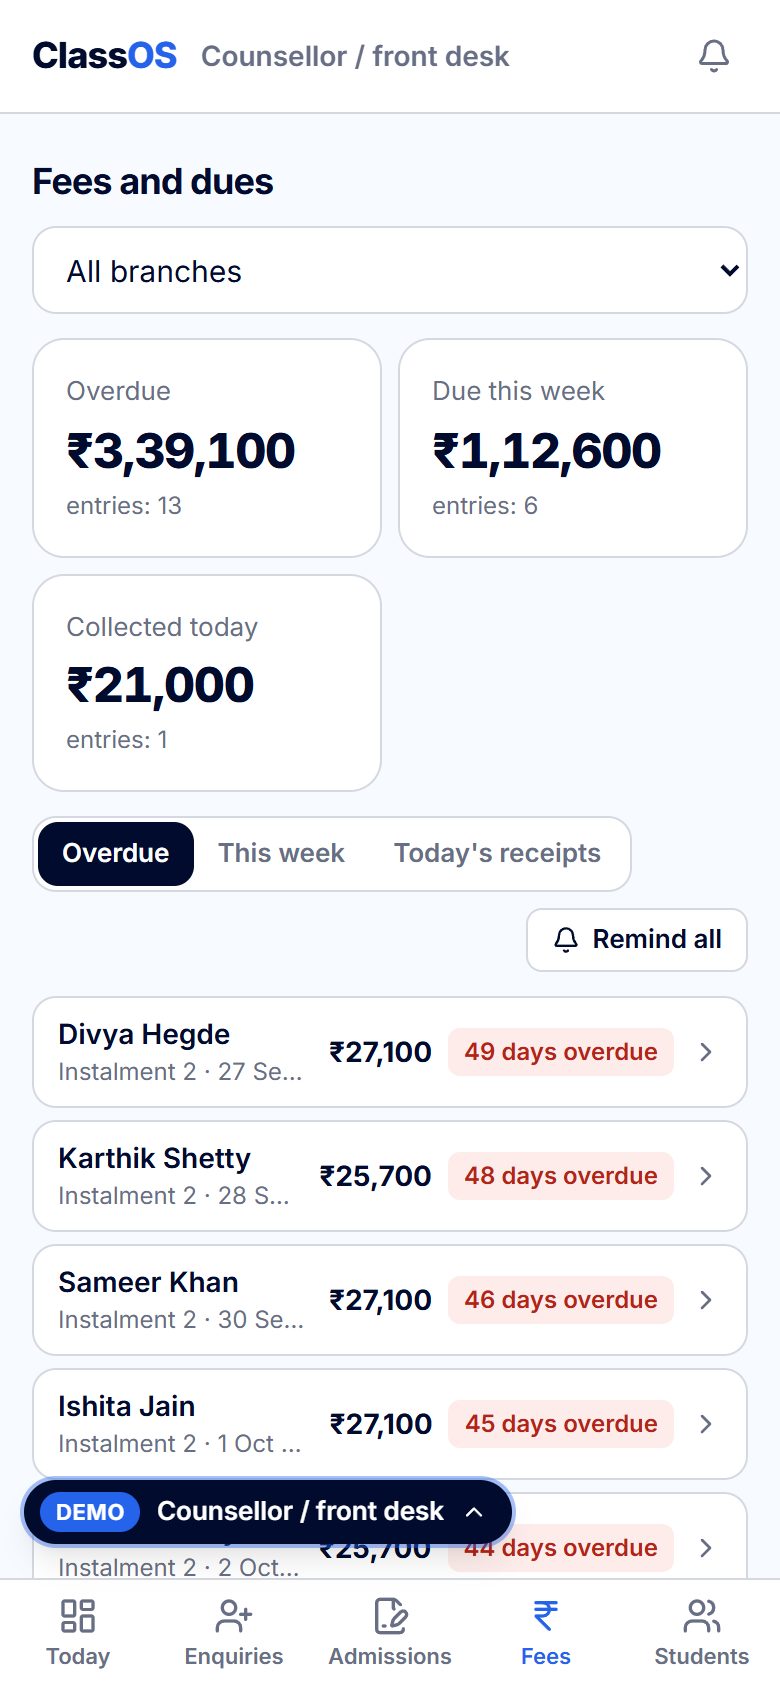 ClassOS Counsellor / front desk
Fees and dues
All branches
Overdue
₹3,39,100
entries: 13
Due this week
₹1,12,600
entries: 6
Collected today
₹21,000
entries: 1
Overdue This week Today's receipts
Remind all
Divya Hegde
Instalment 2 · 27 Se...
₹27,100 49 days overdue
Karthik Shetty
Instalment 2 · 28 S...
₹25,700 48 days overdue
Sameer Khan
Instalment 2 · 30 Se...
₹27,100 46 days overdue
Ishita Jain
Instalment 2 · 1 Oct ...
₹27,100 45 days overdue
DEMO Counsellor / front desk
₹25,700 44 days overdue
Instalment 2 · 2 Oct...
Today Enquiries Admissions Fees Students